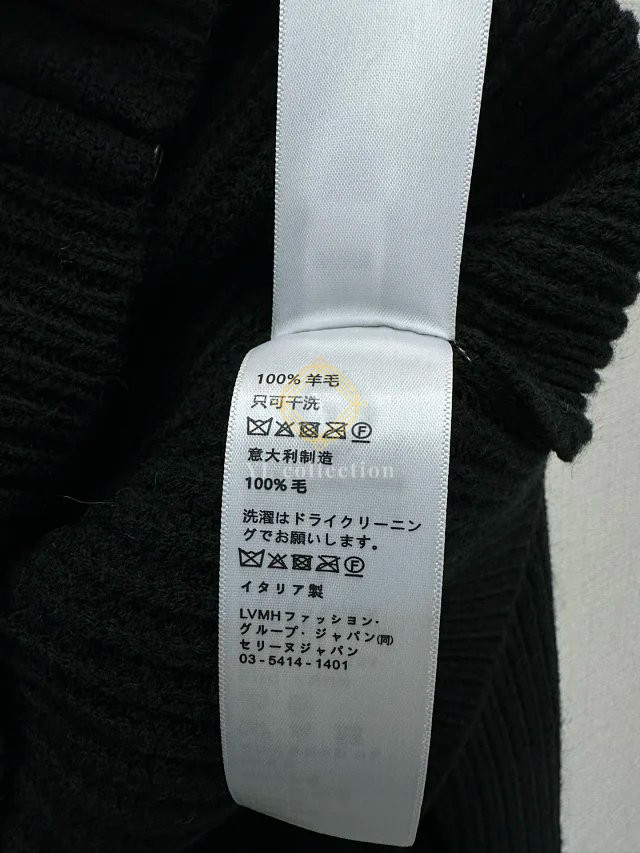 100% 羊毛
只可干洗
意大利制造
YL collection
100% 毛
洗濯はドライクリーニン
グでお願いします。
イタリア製
LVMHファッション・
グループ・ジャパン(同)
セリーヌジャパン
03-5414-1401